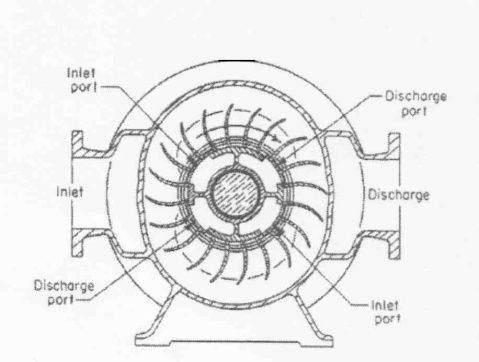 Inlet
port
Discharge
port
Inlet
Discharge
Discharge
port
Inlet
port